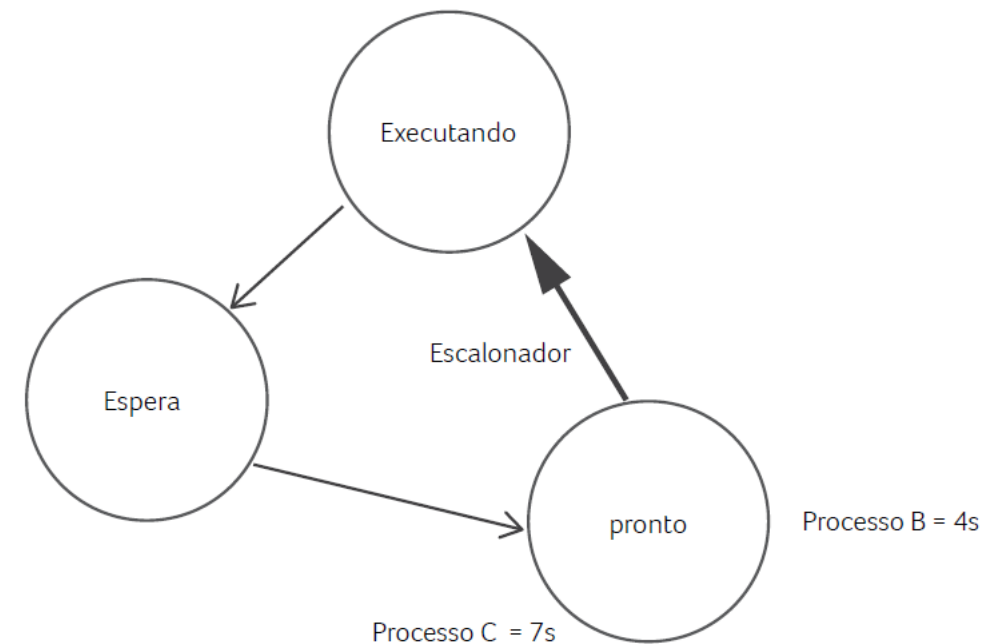 Executando
Escalonador
Espera
pronto
Processo B = 4s
Processo C = 7s